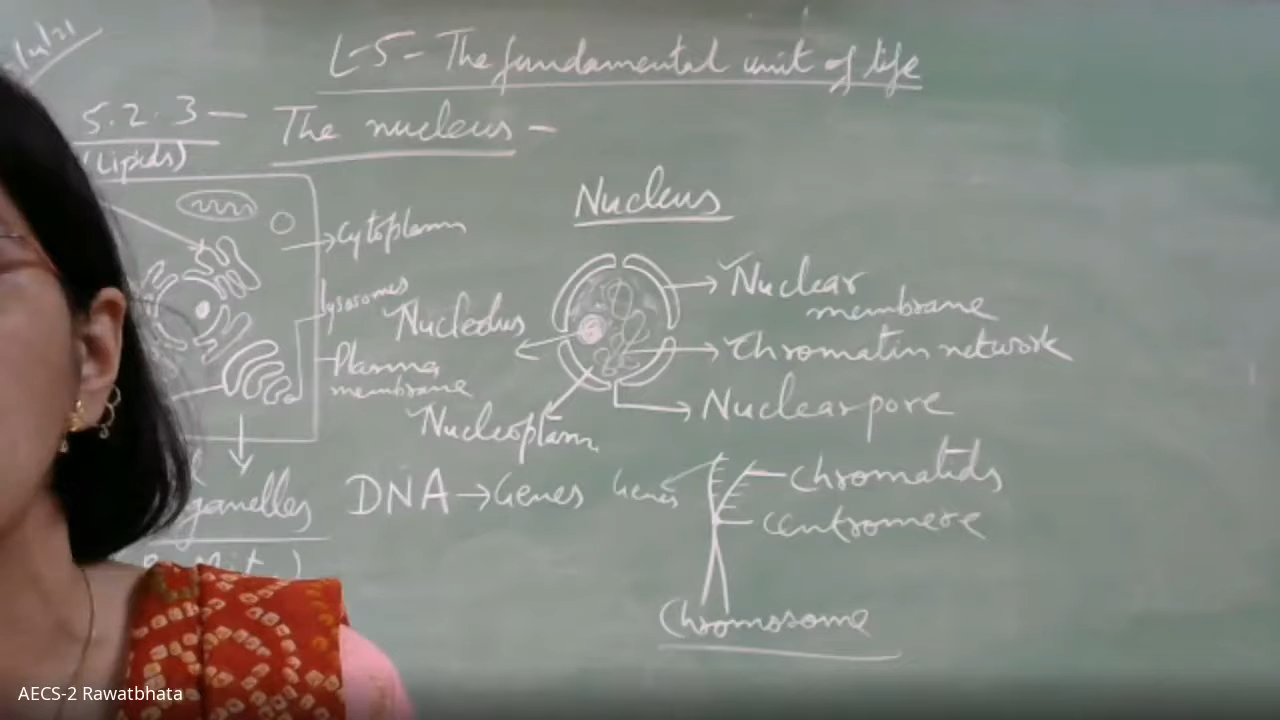 L-5- The fundamental unit of life
5.2.3 — The nucleus -
(Lipids)
Nucleus
Cytoplasm
lysosomes
Plasma
membrane
Nucleolus
Nuclear
membrane
Chromatin network
Nuclear pore
Nucleoplasm
DNA → Genes
Genes
Chromatids
Centromere
Chromosome
AECS-2 Rawatbhata